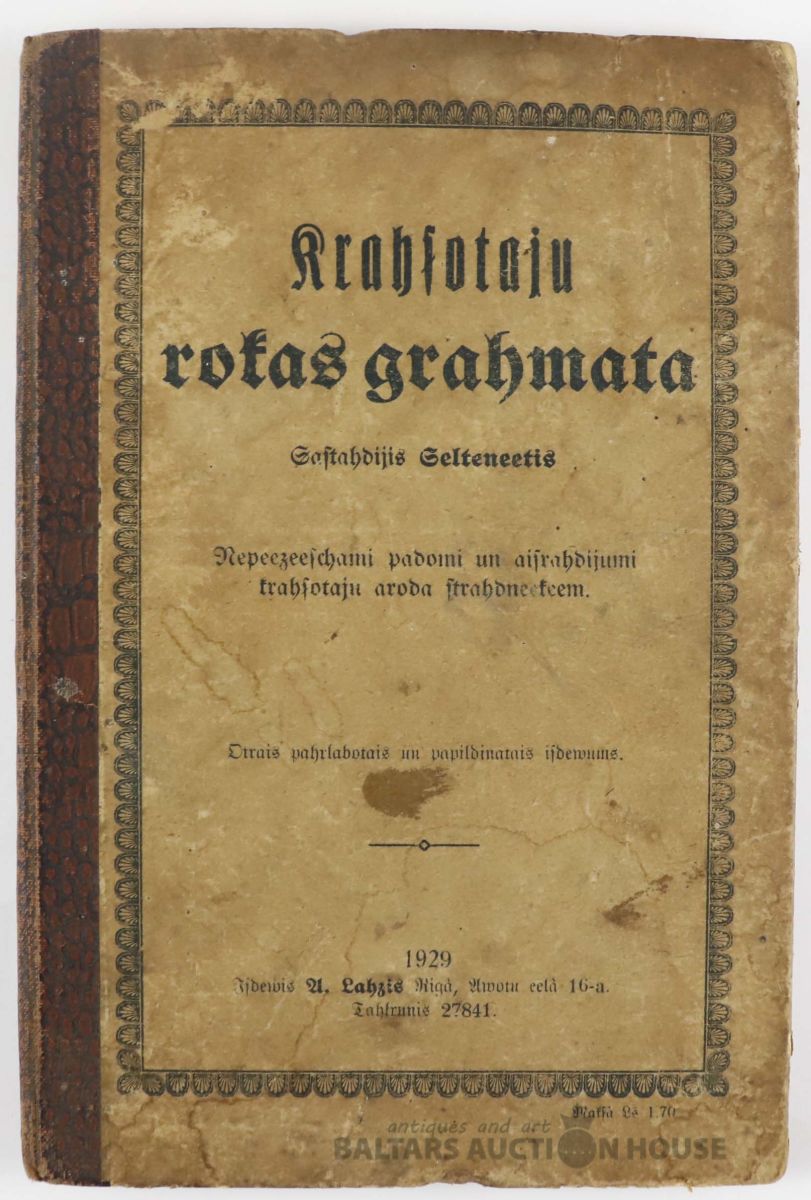 Krahſotaju
rokas grahmata
Saſtahdijis Selteneetis
Nepeezeeſchami padomi un aiſrahdijumi
krahſotaju aroda ſtrahdneekeem.
Otrais pahrlabotais un papildinatais iſdewums.
1929
Iſdewis A. Lahzis Rigâ, Awotu eelâ 16-a.
Tahlrunis 27841.
Makſâ Ls 1.70
antiques and art
BALTARS AUCTION HOUSE